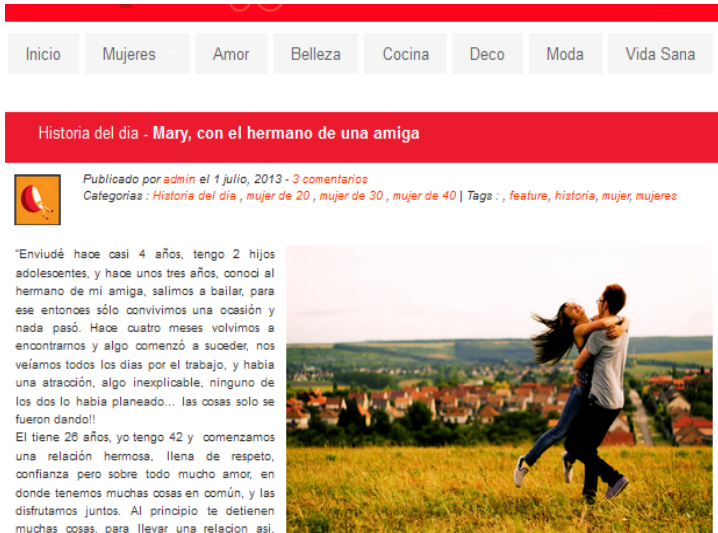 Inicio
Mujeres
Amor
Belleza
Cocina
Deco
Moda
Vida Sana
Historia del dia - Mary, con el hermano de una amiga
Publicado por admin el 1 julio, 2013 - 3 comentarios
Categorias : Historia del dia , mujer de 20 , mujer de 30 , mujer de 40 | Tags : , feature, historia, mujer, mujeres
"Enviudé hace casi 4 años, tengo 2 hijos
adolescentes, y hace unos tres años, conoci al
hermano de mi amiga, salimos a bailar, para
ese entonces sólo convivimos una ocasión y
nada pasó. Hace cuatro meses volvimos a
encontrarnos y algo comenzó a suceder, nos
veíamos todos los dias por el trabajo, y habia
una atracción, algo inexplicable, ninguno de
los dos lo habia planeado... las cosas solo se
fueron dando!!
El tiene 26 años, yo tengo 42 y comenzamos
una relación hermosa, llena de respeto,
confianza pero sobre todo mucho amor, en
donde tenemos muchas cosas en común, y las
disfrutamos juntos. Al principio te detienen
muchas cosas, para llevar una relacion asi,